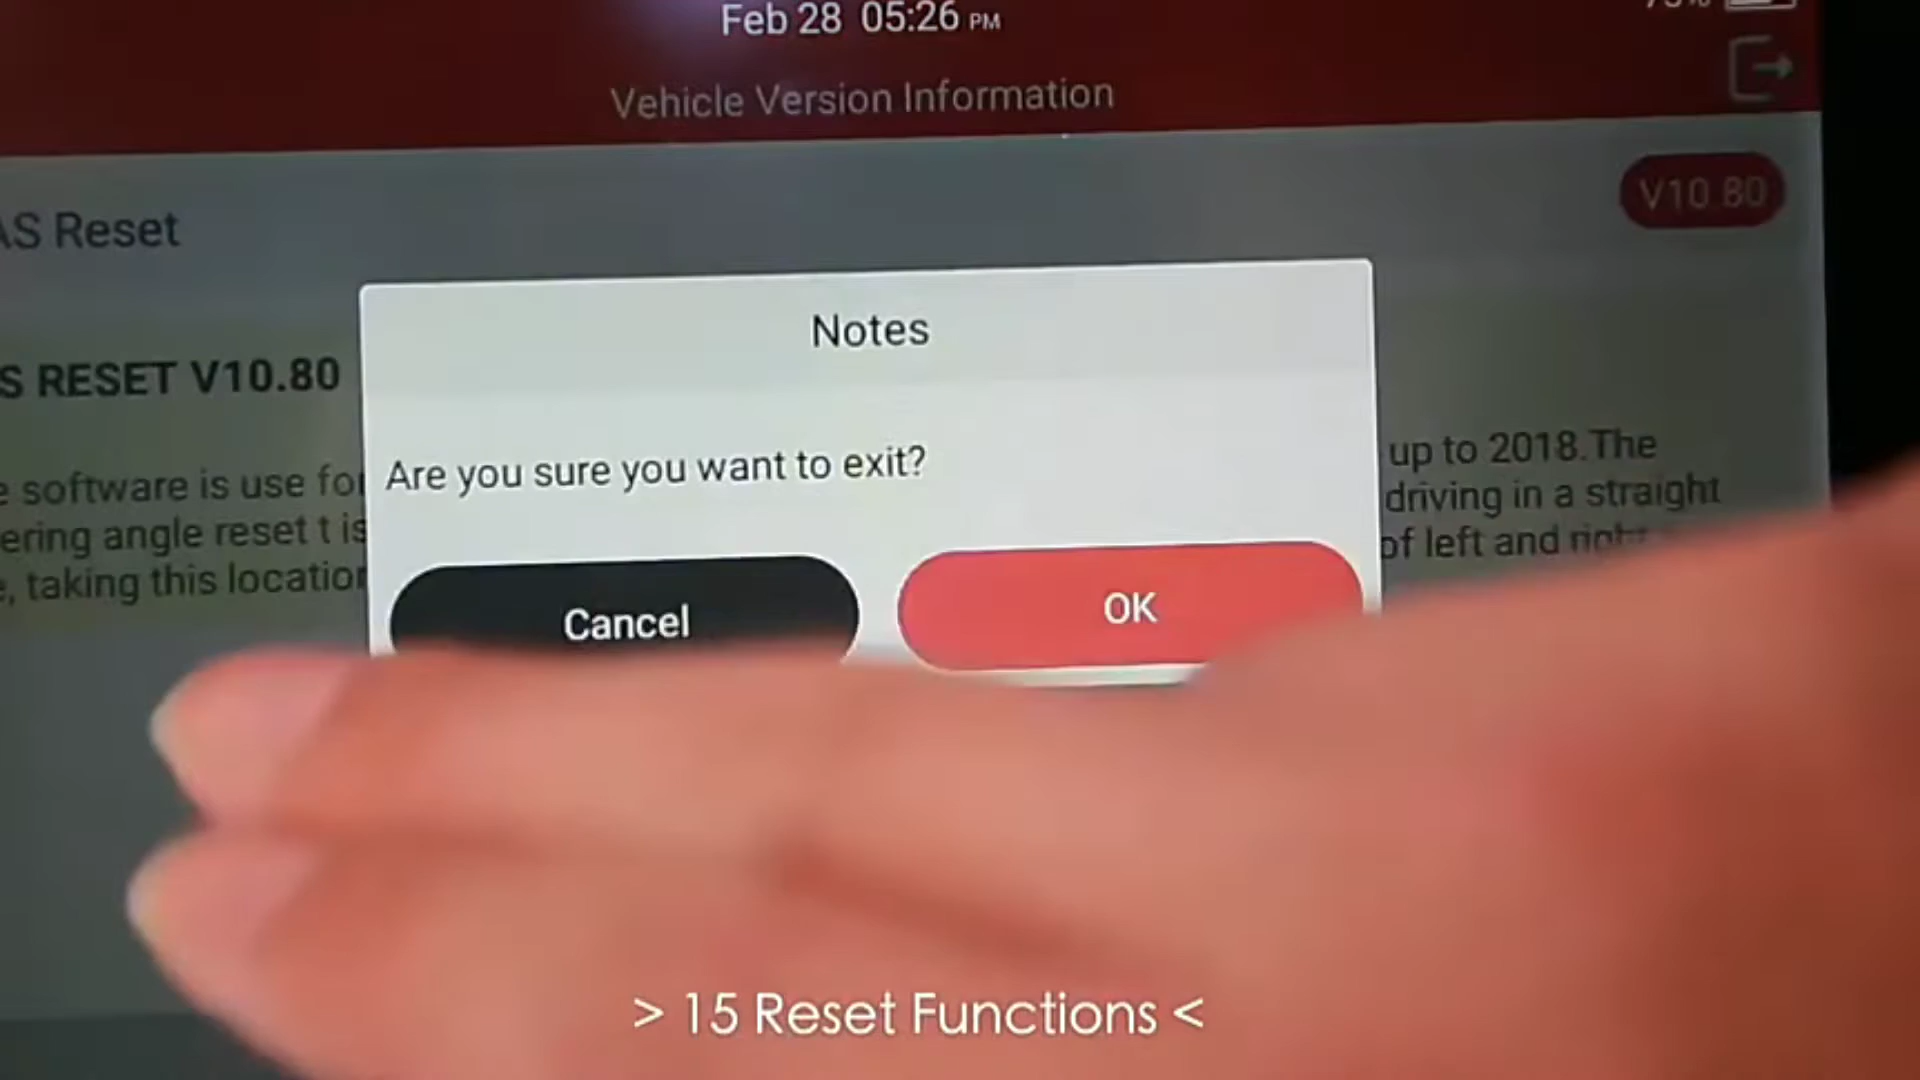 Feb 28 05:26 PM
Vehicle Version Information
AS Reset
V10.80
Notes
S RESET V10.80
Are you sure you want to exit?
up to 2018.The
e software is use for
driving in a straight
ering angle reset t is
of left and right
e, taking this location
Cancel
OK
> 15 Reset Functions <